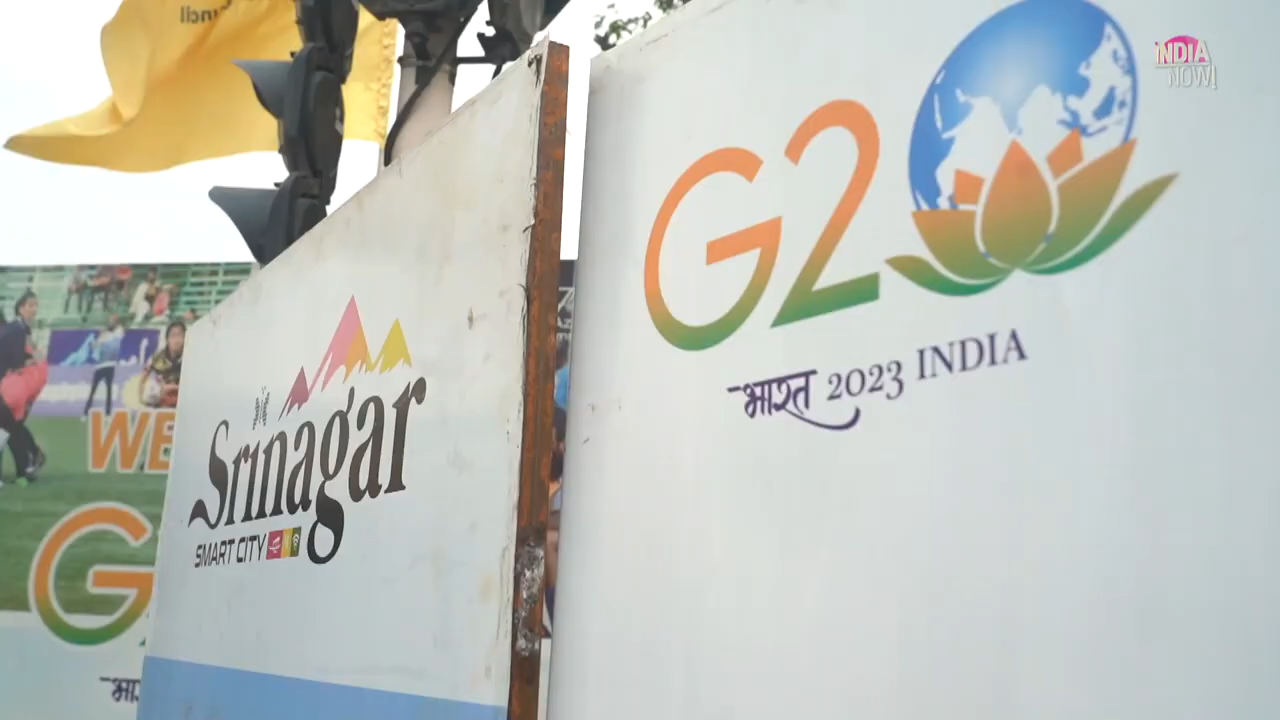 INDIA
NOW!
G20
भारत 2023 INDIA
Srinagar
SMART CITY
WE
G